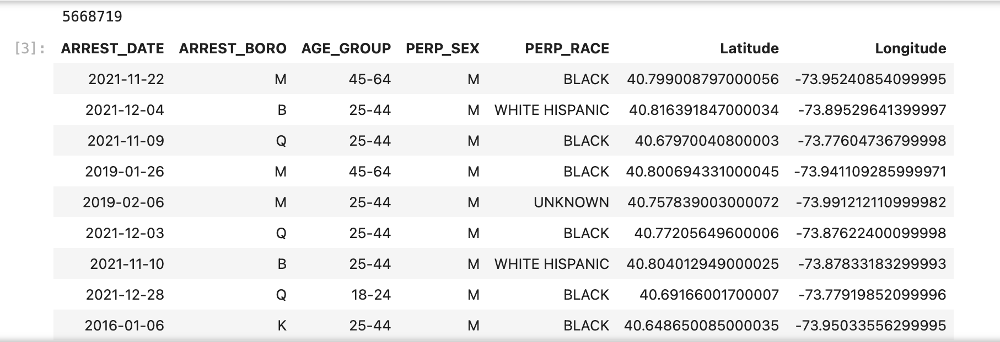 5668719
[3]: ARREST_DATE ARREST_BORO AGE_GROUP PERP_SEX PERP_RACE Latitude Longitude
2021-11-22 M 45-64 M BLACK 40.799008797000056 -73.95240854099995
2021-12-04 B 25-44 M WHITE HISPANIC 40.816391847000034 -73.89529641399997
2021-11-09 Q 25-44 M BLACK 40.67970040800003 -73.77604736799998
2019-01-26 M 45-64 M BLACK 40.800694331000045 -73.941109285999971
2019-02-06 M 25-44 M UNKNOWN 40.757839003000072 -73.991212110999982
2021-12-03 Q 25-44 M BLACK 40.77205649600006 -73.87622400099998
2021-11-10 B 25-44 M WHITE HISPANIC 40.804012949000025 -73.87833183299993
2021-12-28 Q 18-24 M BLACK 40.69166001700007 -73.77919852099996
2016-01-06 K 25-44 M BLACK 40.648650085000035 -73.95033556299995